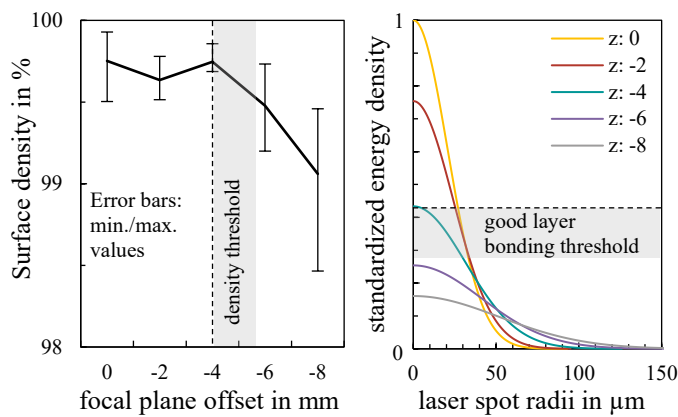 Surface density in %
100
99
98
Error bars:
min./max.
values
density threshold
0 -2 -4 -6 -8
focal plane offset in mm
standardized energy density
1
0
z: 0
z: -2
z: -4
z: -6
z: -8
good layer
bonding threshold
0 50 100 150
laser spot radii in µm